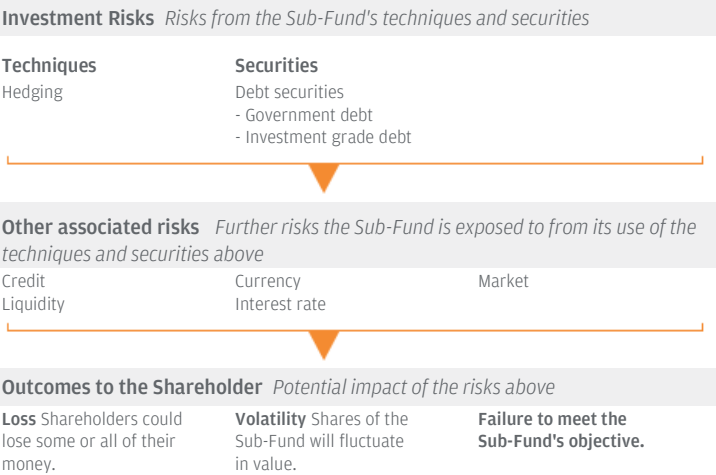 Investment Risks Risks from the Sub-Fund's techniques and securities
Techniques
Hedging
Securities
Debt securities
- Government debt
- Investment grade debt
Other associated risks Further risks the Sub-Fund is exposed to from its use of the
techniques and securities above
Credit
Liquidity
Currency
Interest rate
Market
Outcomes to the Shareholder Potential impact of the risks above
Loss Shareholders could
lose some or all of their
money.
Volatility Shares of the
Sub-Fund will fluctuate
in value.
Failure to meet the
Sub-Fund's objective.